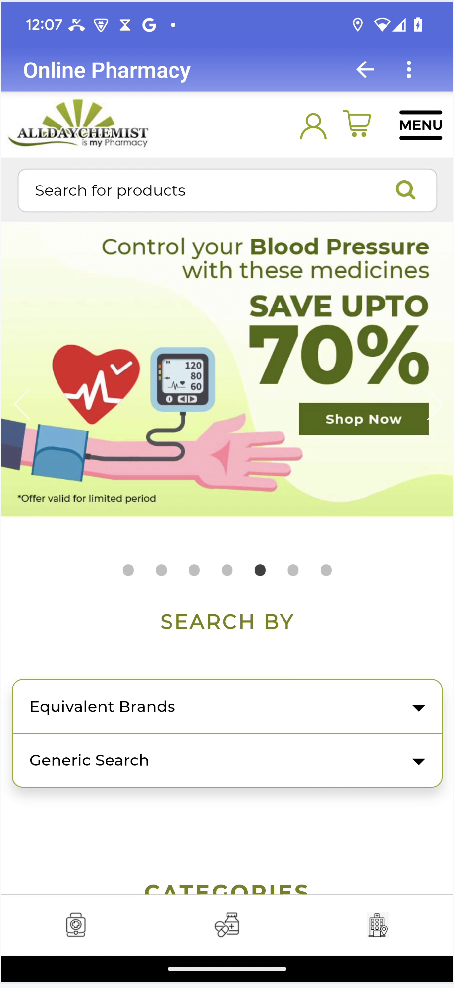 12:07
Online Pharmacy
ALLDAYCHEMIST
is my Pharmacy
MENU
Search for products
Control your Blood Pressure
with these medicines
SAVE UPTO
70%
120
80
60
Shop Now
*Offer valid for limited period
SEARCH BY
Equivalent Brands
Generic Search
CATEGORIES